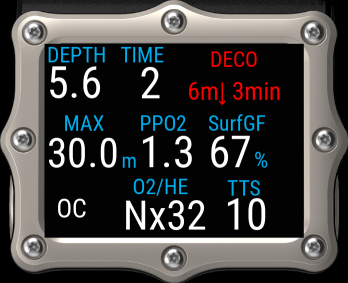 DEPTH TIME DECO
5.6 2 6m↓ 3min
MAX PPO2 SurfGF
30.0m 1.3 67%
O2/HE TTS
OC Nx32 10